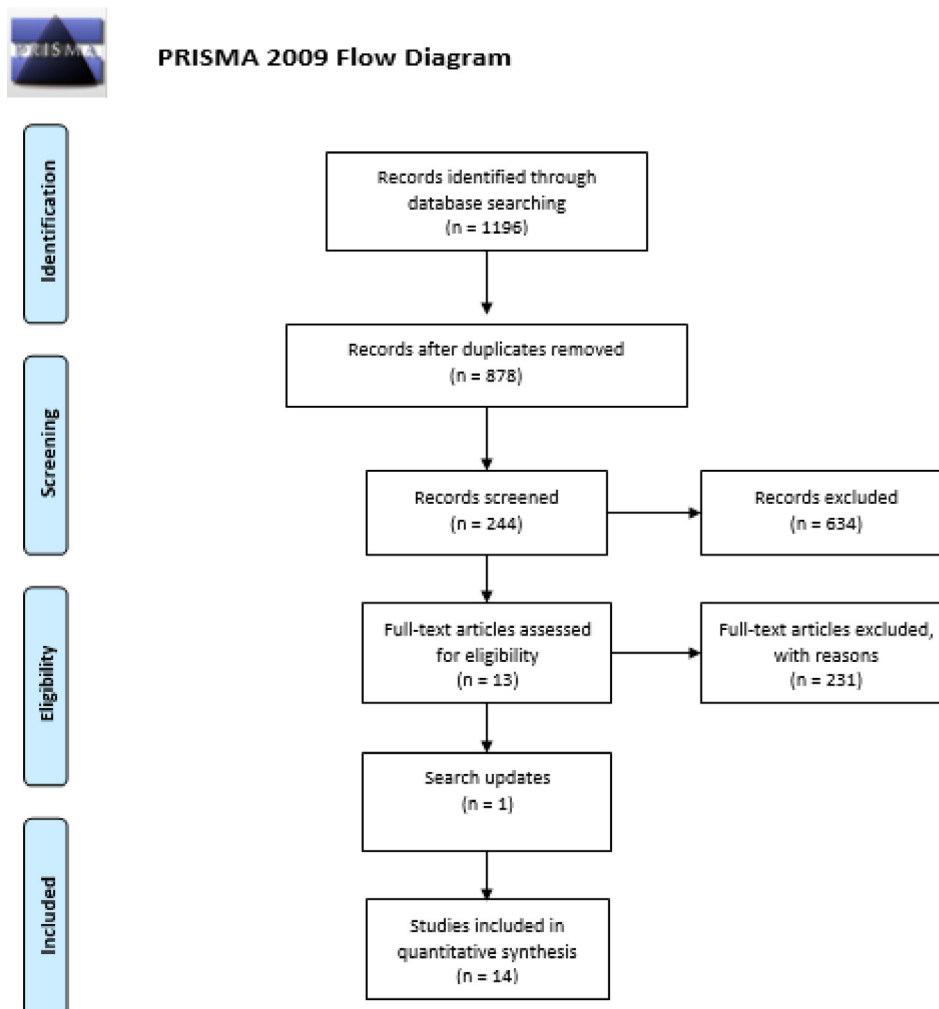 PRISMA
PRISMA 2009 Flow Diagram
Identification
Records identified through
database searching
(n = 1196)
Records after duplicates removed
(n = 878)
Screening
Records screened
(n = 244)
Records excluded
(n = 634)
Eligibility
Full-text articles assessed
for eligibility
(n = 13)
Full-text articles excluded,
with reasons
(n = 231)
Search updates
(n = 1)
Included
Studies included in
quantitative synthesis
(n = 14)